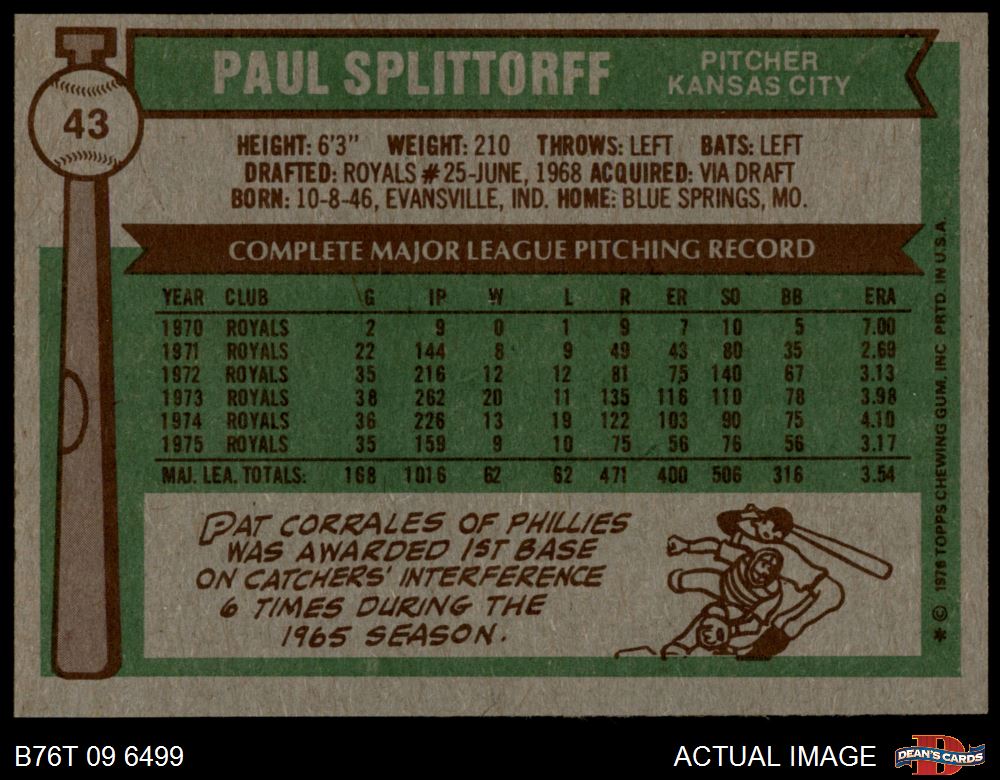 PAUL SPLITTORFF
PITCHER
KANSAS CITY
43
HEIGHT: 6'3" WEIGHT: 210 THROWS: LEFT BATS: LEFT
DRAFTED: ROYALS #25-JUNE, 1968 ACQUIRED: VIA DRAFT
BORN: 10-8-46, EVANSVILLE, IND. HOME: BLUE SPRINGS, MO.
COMPLETE MAJOR LEAGUE PITCHING RECORD
YEAR CLUB G IP W L R ER SO BB ERA
1970 ROYALS 2 9 0 1 9 7 10 5 7.00
1971 ROYALS 22 144 8 9 49 43 80 35 2.69
1972 ROYALS 35 216 12 12 81 75 140 67 3.13
1973 ROYALS 38 262 20 11 135 116 110 78 3.98
1974 ROYALS 36 226 13 19 122 103 90 75 4.10
1975 ROYALS 35 159 9 10 75 56 76 56 3.17
MAJ. LEA. TOTALS: 168 1016 62 62 471 400 506 316 3.54
PAT CORRALES OF PHILLIES
WAS AWARDED 1ST BASE
ON CATCHERS' INTERFERENCE
6 TIMES DURING THE
1965 SEASON.
* © 1976 TOPPS CHEWING GUM, INC PRTD. IN U.S.A.
B76T 09 6499
ACTUAL IMAGE
D
DEAN'S CARDS